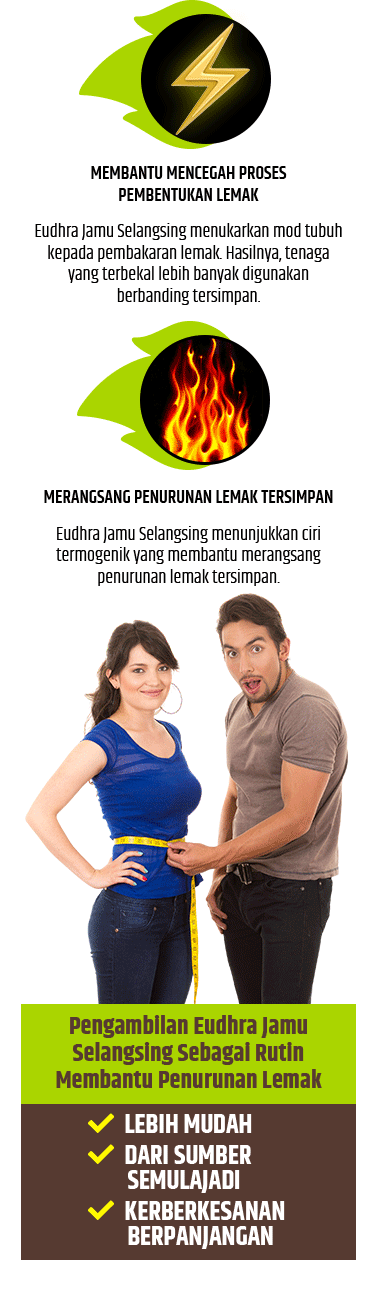 MEMBANTU MENCEGAH PROSES
PEMBENTUKAN LEMAK
Eudhra Jamu Selangsing menukarkan mod tubuh
kepada pembakaran lemak. Hasilnya, tenaga
yang terbekal lebih banyak digunakan
berbanding tersimpan.
MERANGSANG PENURUNAN LEMAK TERSIMPAN
Eudhra Jamu Selangsing menunjukkan ciri
termogenik yang membantu merangsang
penurunan lemak tersimpan.
Pengambilan Eudhra Jamu
Selangsing Sebagai Rutin
Membantu Penurunan Lemak
LEBIH MUDAH
DARI SUMBER
SEMULAJADI
KERBERKESANAN
BERPANJANGAN